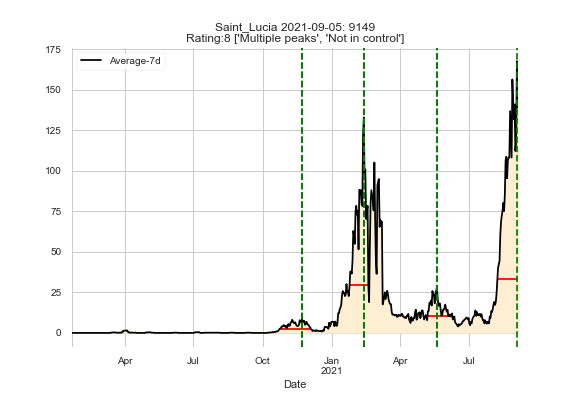 Saint_Lucia 2021-09-05: 9149
Rating:8 ['Multiple peaks', 'Not in control']
175
Average-7d
150
125
100
75
50
25
0
Apr
Jul
Oct
Jan
Apr
Jul
2021
Date